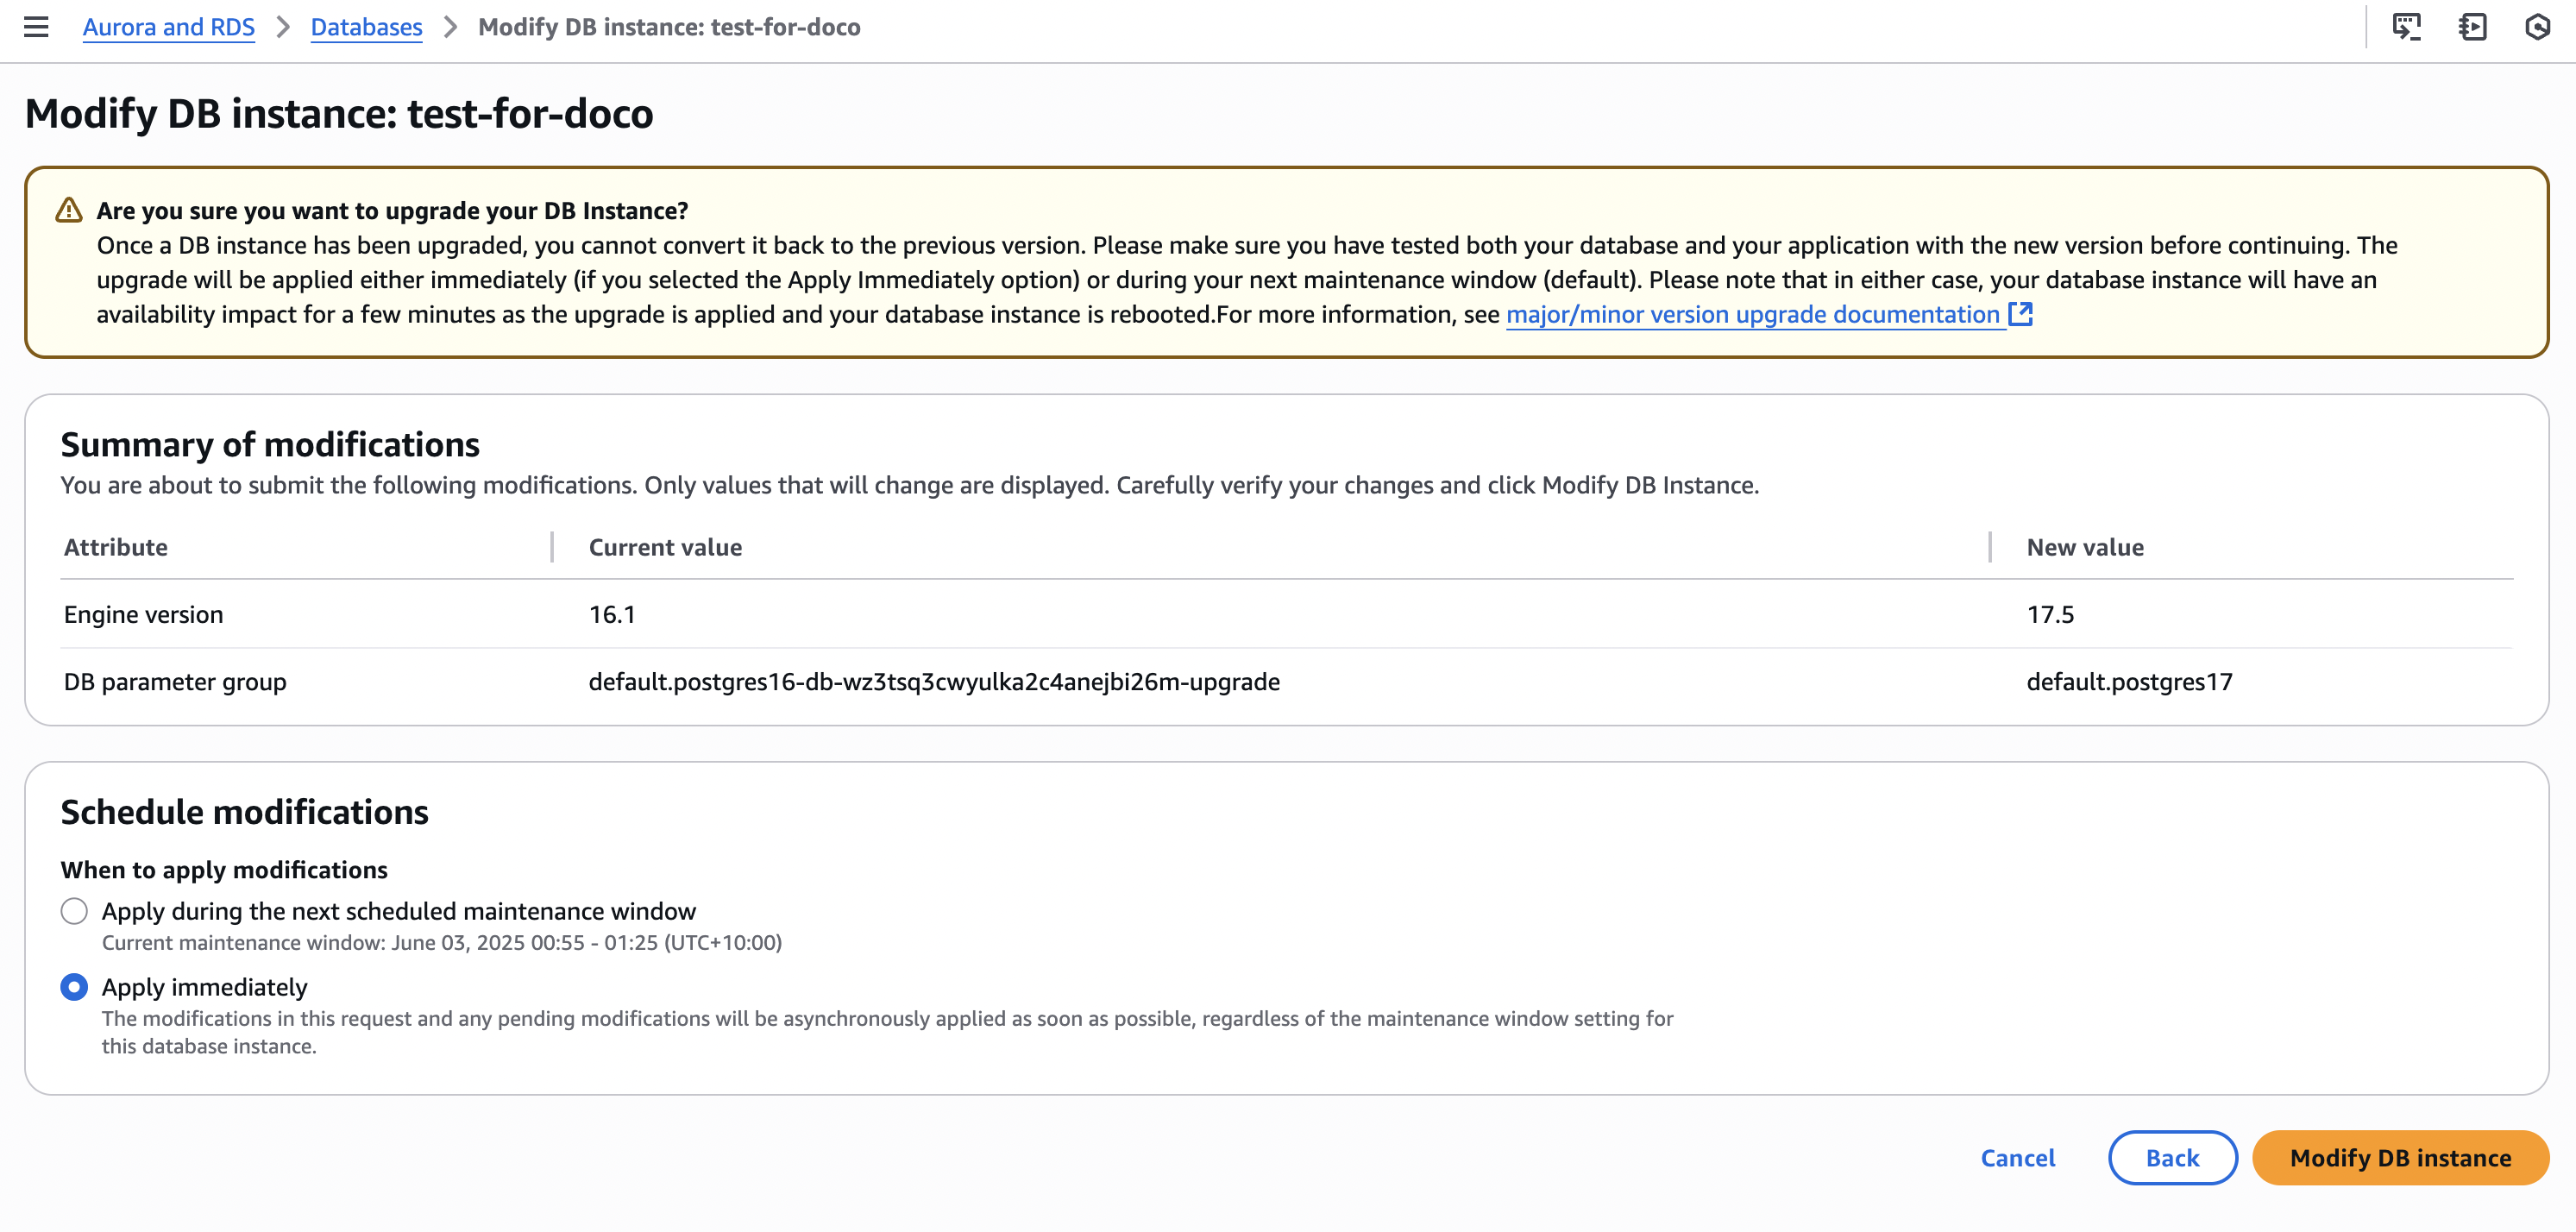 Aurora and RDS > Databases > Modify DB instance: test-for-doco
Modify DB instance: test-for-doco
Are you sure you want to upgrade your DB Instance?
Once a DB instance has been upgraded, you cannot convert it back to the previous version. Please make sure you have tested both your database and your application with the new version before continuing. The
upgrade will be applied either immediately (if you selected the Apply Immediately option) or during your next maintenance window (default). Please note that in either case, your database instance will have an
availability impact for a few minutes as the upgrade is applied and your database instance is rebooted.For more information, see major/minor version upgrade documentation
Summary of modifications
You are about to submit the following modifications. Only values that will change are displayed. Carefully verify your changes and click Modify DB Instance.
Attribute Current value New value
Engine version 16.1 17.5
DB parameter group default.postgres16-db-wz3tsq3cwyulka2c4anejbi26m-upgrade default.postgres17
Schedule modifications
When to apply modifications
Apply during the next scheduled maintenance window
Current maintenance window: June 03, 2025 00:55 - 01:25 (UTC+10:00)
Apply immediately
The modifications in this request and any pending modifications will be asynchronously applied as soon as possible, regardless of the maintenance window setting for
this database instance.
Cancel Back Modify DB instance